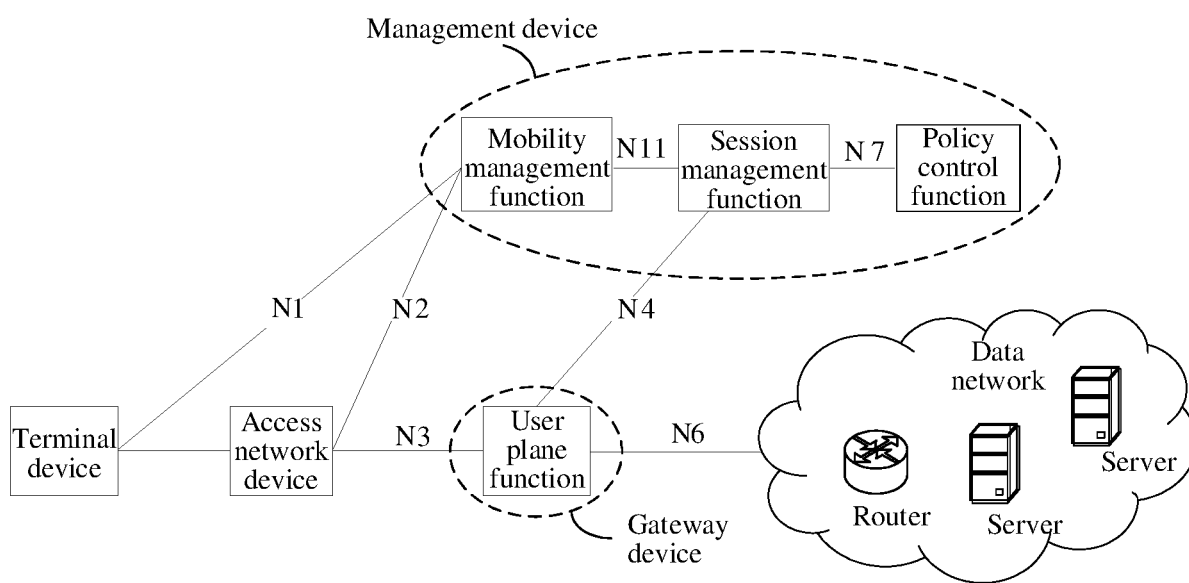 Management device
Mobility
management
function
N11
Session
management
function
N 7
Policy
control
function
N1
N2
N4
Data
network
Server
Terminal
device
Access
network
device
N3
User
plane
function
N6
Router
Server
Gateway
device